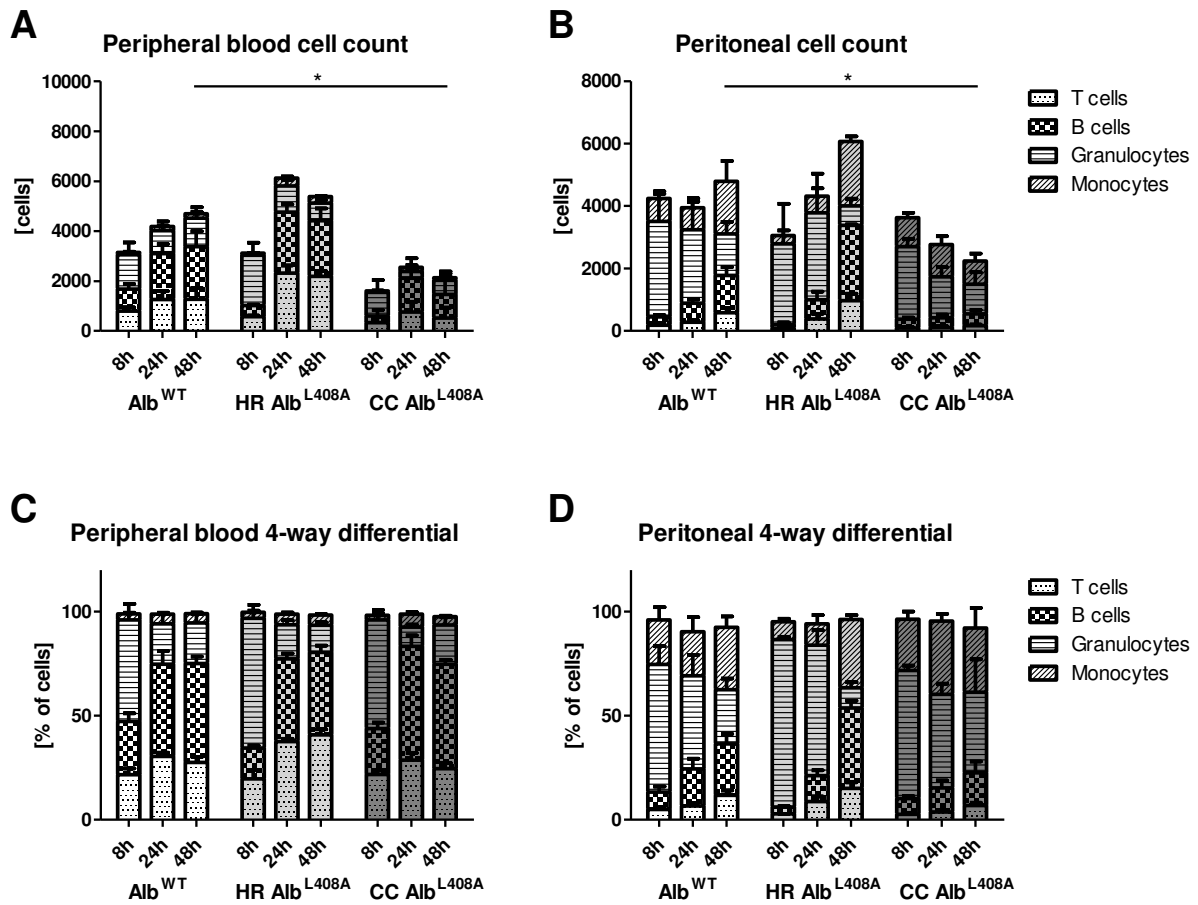 A
Peripheral blood cell count
[cells]
10000
8000
6000
4000
2000
0
*
8h
24h
48h
8h
24h
48h
8h
24h
48h
Alb^WT
HR Alb^L408A
CC Alb^L408A
B
Peritoneal cell count
[cells]
8000
6000
4000
2000
0
*
8h
24h
48h
8h
24h
48h
8h
24h
48h
Alb^WT
HR Alb^L408A
CC Alb^L408A
T cells
B cells
Granulocytes
Monocytes
C
Peripheral blood 4-way differential
[% of cells]
100
50
0
8h
24h
48h
8h
24h
48h
8h
24h
48h
Alb^WT
HR Alb^L408A
CC Alb^L408A
D
Peritoneal 4-way differential
[% of cells]
100
50
0
8h
24h
48h
8h
24h
48h
8h
24h
48h
Alb^WT
HR Alb^L408A
CC Alb^L408A
T cells
B cells
Granulocytes
Monocytes